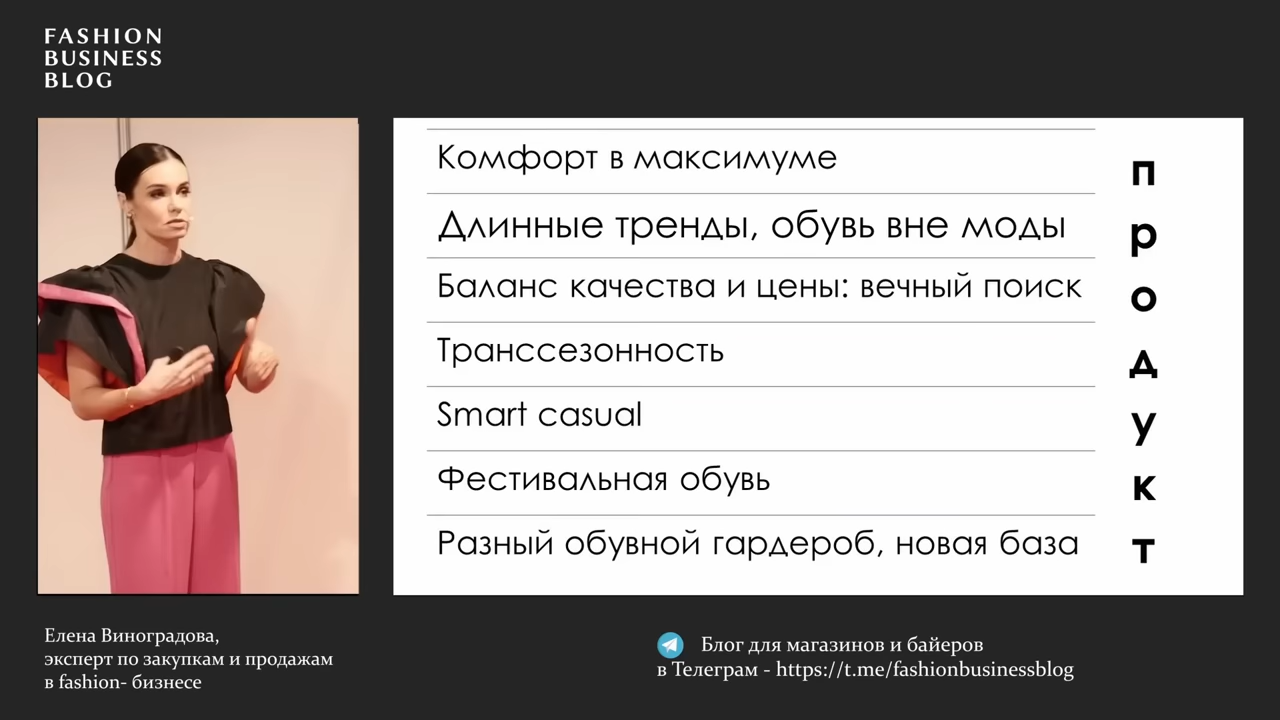 FASHION
BUSINESS
BLOG
Комфорт в максимуме
Длинные тренды, обувь вне моды
Баланс качества и цены: вечный поиск
Транссезонность
Smart casual
Фестивальная обувь
Разный обувной гардероб, новая база
п
р
о
д
у
к
т
Елена Виноградова,
эксперт по закупкам и продажам
в fashion- бизнесе
Блог для магазинов и байеров
в Телеграм - https://t.me/fashionbusinessblog